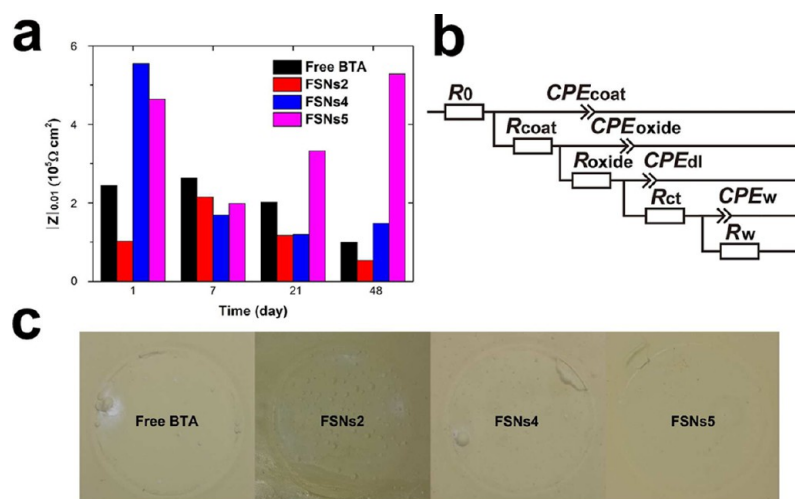 a
6
4
2
0
|Z|0.01 (10⁵Ω cm²)
Free BTA
FSNs2
FSNs4
FSNs5
1 7 21 48
Time (day)
b
R0
CPEcoat
Rcoat
CPEoxide
Roxide
CPEdl
Rct
CPEw
Rw
c
Free BTA FSNs2 FSNs4 FSNs5